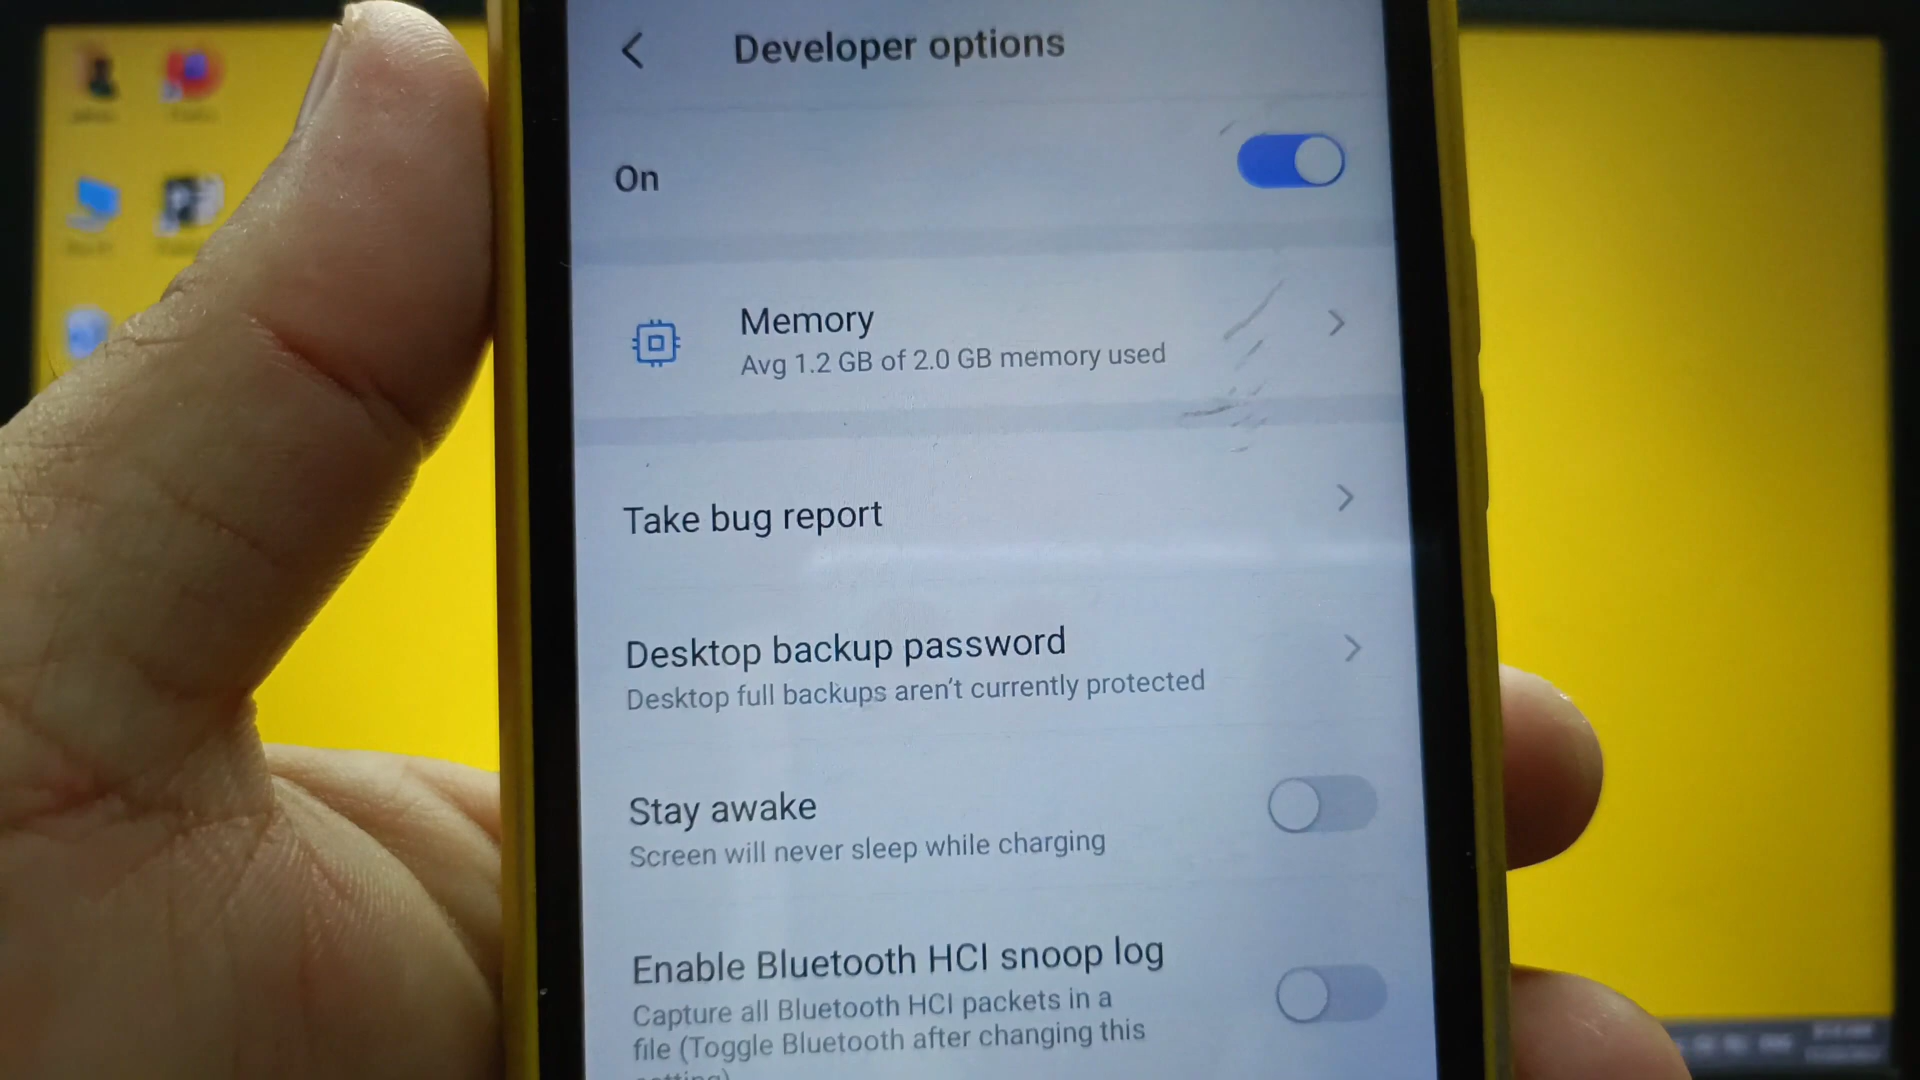 Developer options
On
Memory
Avg 1.2 GB of 2.0 GB memory used
Take bug report
Desktop backup password
Desktop full backups aren't currently protected
Stay awake
Screen will never sleep while charging
Enable Bluetooth HCI snoop log
Capture all Bluetooth HCI packets in a
file (Toggle Bluetooth after changing this
setting)